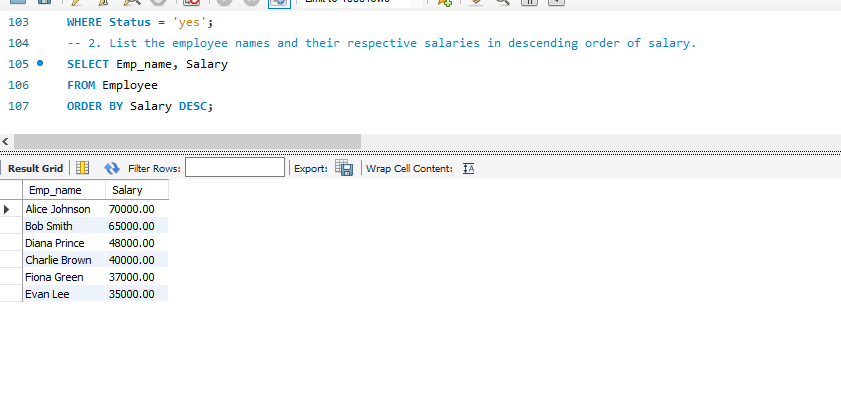 103 WHERE Status = 'yes';
104 -- 2. List the employee names and their respective salaries in descending order of salary.
105 SELECT Emp_name, Salary
106 FROM Employee
107 ORDER BY Salary DESC;
Result Grid Filter Rows: Export: Wrap Cell Content:
Emp_name Salary
Alice Johnson 70000.00
Bob Smith 65000.00
Diana Prince 48000.00
Charlie Brown 40000.00
Fiona Green 37000.00
Evan Lee 35000.00